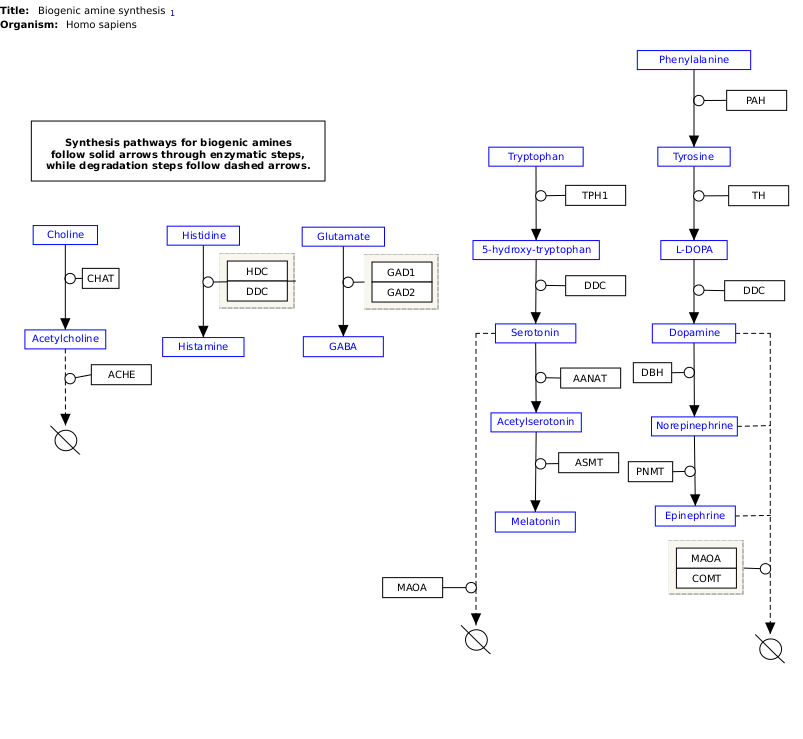 Title: Biogenic amine synthesis 1
Organism: Homo sapiens
Phenylalanine
PAH
Synthesis pathways for biogenic amines
follow solid arrows through enzymatic steps,
while degradation steps follow dashed arrows.
Tryptophan
Tyrosine
TPH1
TH
Choline
Histidine
Glutamate
5-hydroxy-tryptophan
L-DOPA
CHAT
HDC
DDC
GAD1
GAD2
DDC
DDC
Acetylcholine
Histamine
GABA
Serotonin
Dopamine
ACHE
AANAT
DBH
Acetylserotonin
Norepinephrine
ASMT
PNMT
Melatonin
Epinephrine
MAOA
MAOA
COMT